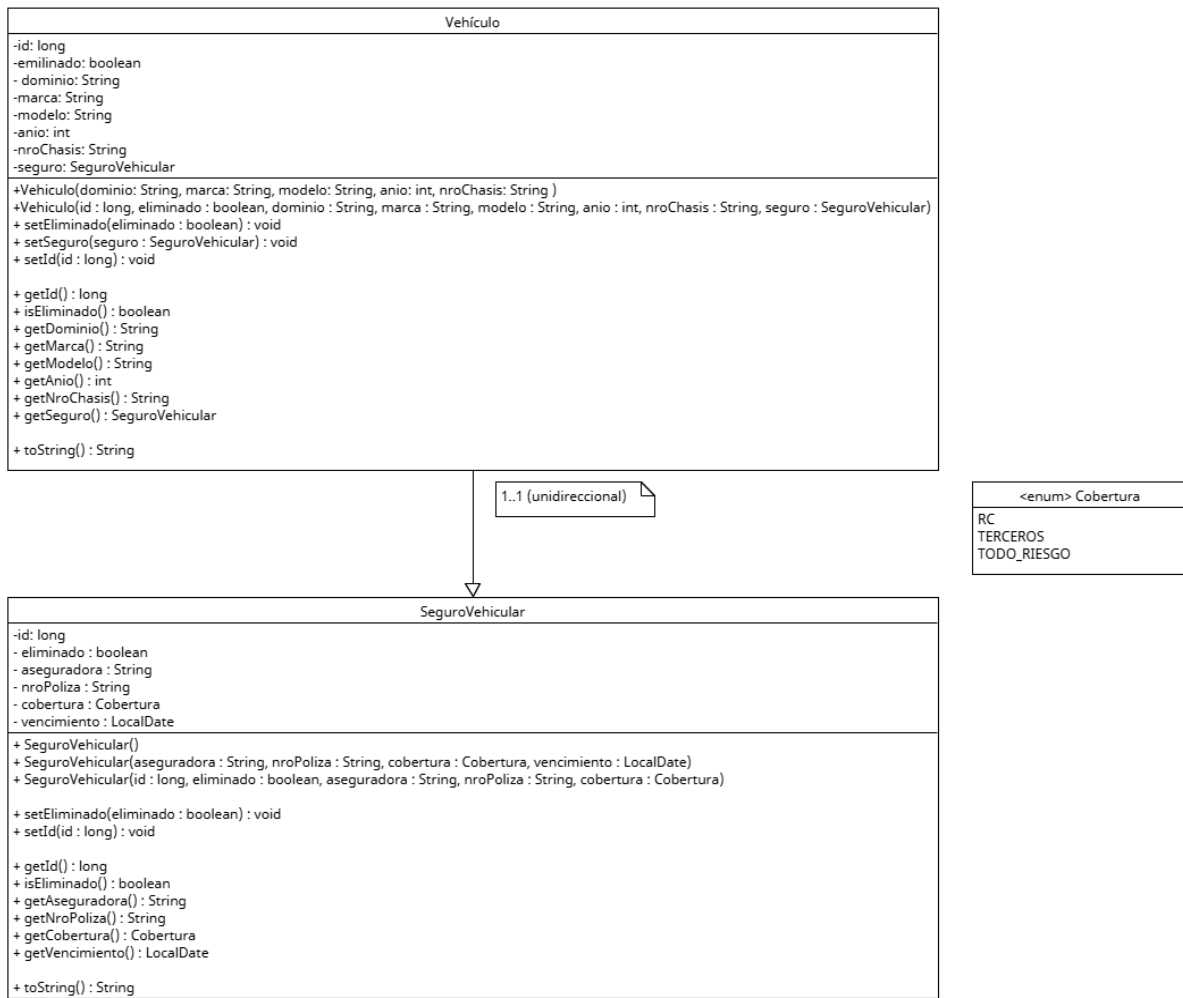 Vehículo
-id: long
-emilinado: boolean
- dominio: String
-marca: String
-modelo: String
-anio: int
-nroChasis: String
-seguro: SeguroVehicular
+Vehiculo(dominio: String, marca: String, modelo: String, anio: int, nroChasis: String )
+Vehiculo(id : long, eliminado : boolean, dominio : String, marca : String, modelo : String, anio : int, nroChasis : String, seguro : SeguroVehicular)
+ setEliminado(eliminado : boolean) : void
+ setSeguro(seguro : SeguroVehicular) : void
+ setId(id : long) : void
+ getId() : long
+ isEliminado() : boolean
+ getDominio() : String
+ getMarca() : String
+ getModelo() : String
+ getAnio() : int
+ getNroChasis() : String
+ getSeguro() : SeguroVehicular
+ toString() : String
1..1 (unidireccional)
<enum> Cobertura
RC
TERCEROS
TODO_RIESGO
SeguroVehicular
-id: long
- eliminado : boolean
- aseguradora : String
- nroPoliza : String
- cobertura : Cobertura
- vencimiento : LocalDate
+ SeguroVehicular()
+ SeguroVehicular(aseguradora : String, nroPoliza : String, cobertura : Cobertura, vencimiento : LocalDate)
+ SeguroVehicular(id : long, eliminado : boolean, aseguradora : String, nroPoliza : String, cobertura : Cobertura)
+ setEliminado(eliminado : boolean) : void
+ setId(id : long) : void
+ getId() : long
+ isEliminado() : boolean
+ getAseguradora() : String
+ getNroPoliza() : String
+ getCobertura() : Cobertura
+ getVencimiento() : LocalDate
+ toString() : String